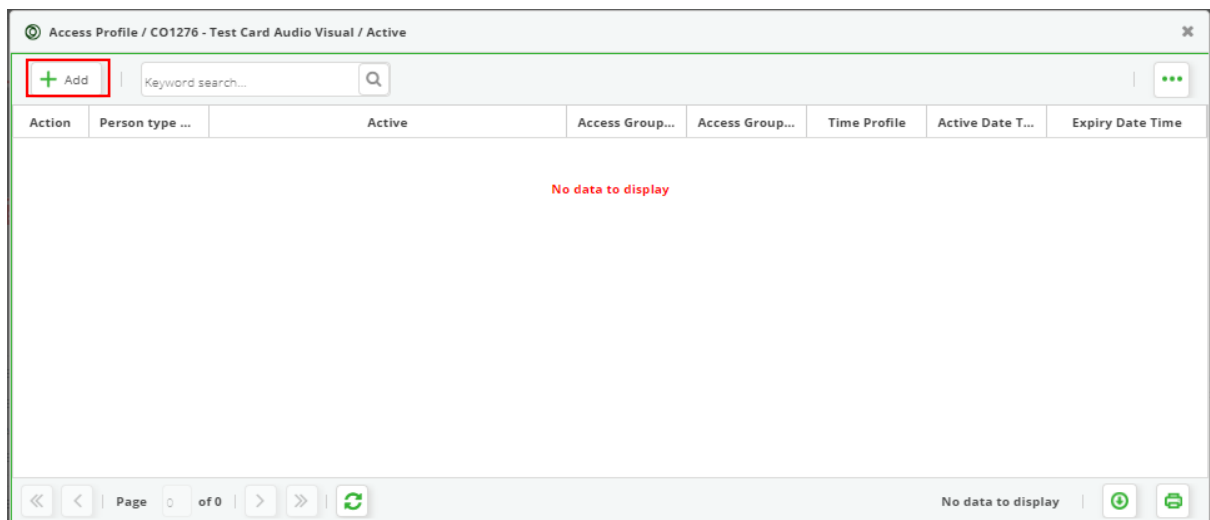 Access Profile / CO1276 - Test Card Audio Visual / Active
Add
Keyword search...
Action Person type ... Active Access Group... Access Group... Time Profile Active Date T... Expiry Date Time
No data to display
Page 0 of 0 No data to display